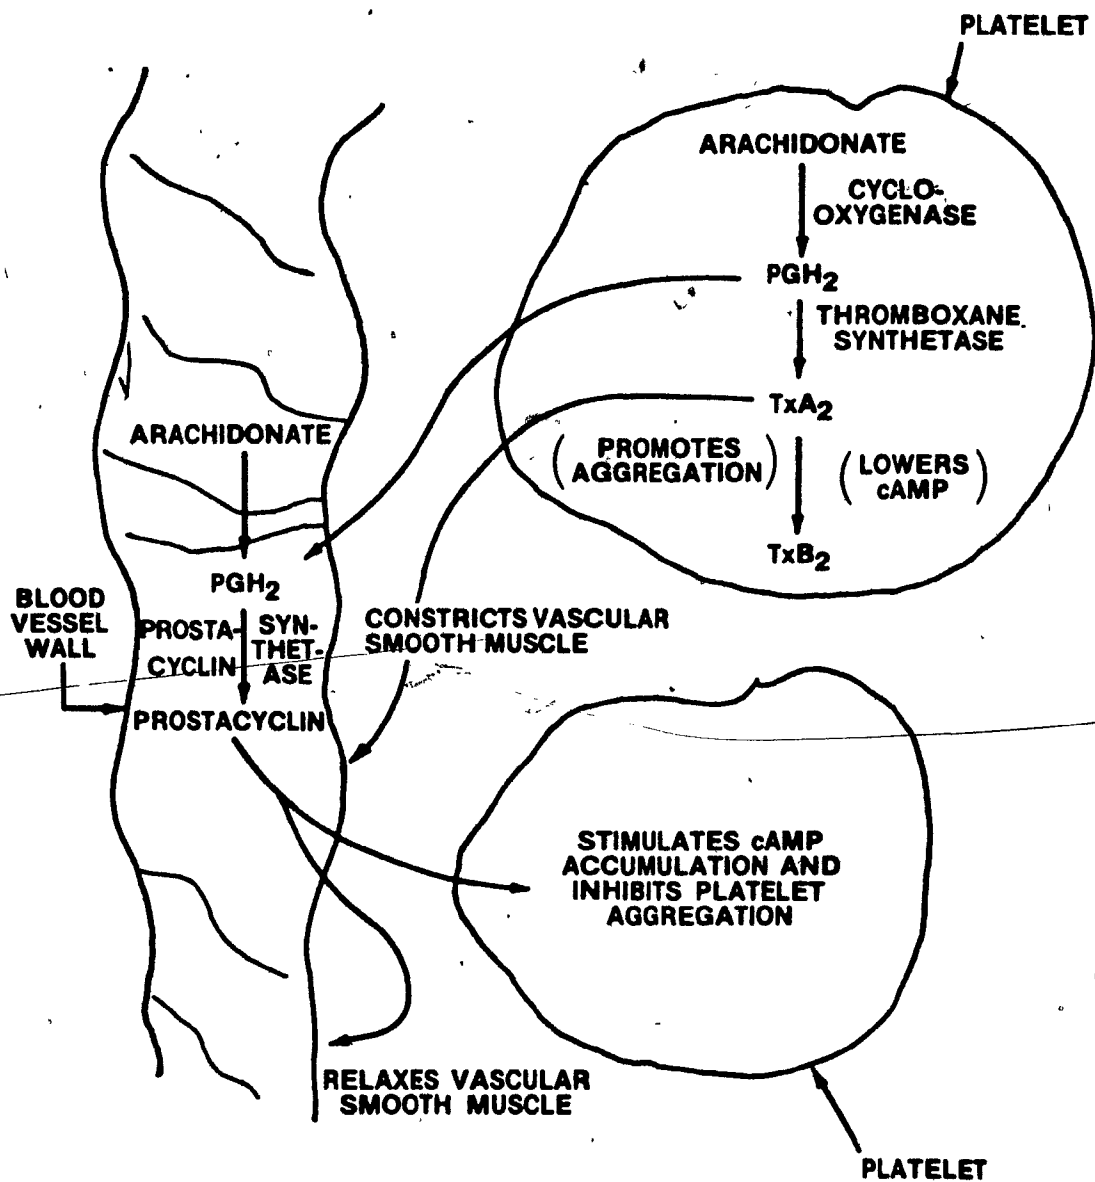 PLATELET
ARACHIDONATE
CYCLO-
OXYGENASE
PGH2
THROMBOXANE
SYNTHETASE
TxA2
(PROMOTES
AGGREGATION)
(LOWERS
cAMP)
TxB2
ARACHIDONATE
PGH2
PROSTA-
CYCLIN
SYN-
THET-
ASE
PROSTACYCLIN
BLOOD
VESSEL
WALL
CONSTRICTS VASCULAR
SMOOTH MUSCLE
STIMULATES cAMP
ACCUMULATION AND
INHIBITS PLATELET
AGGREGATION
RELAXES VASCULAR
SMOOTH MUSCLE
PLATELET